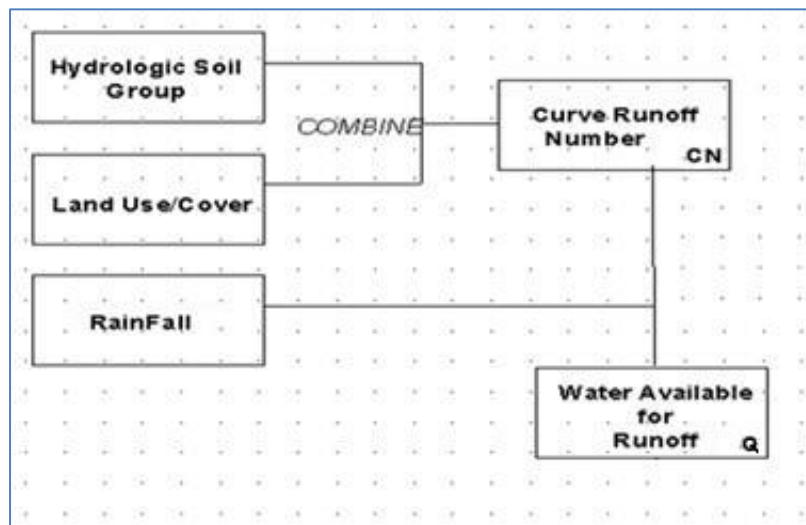 Hydrologic Soil
Group
COMBINE
Curve Runoff
Number
CN
Land Use/Cover
RainFall
Water Available
for
Runoff
Q